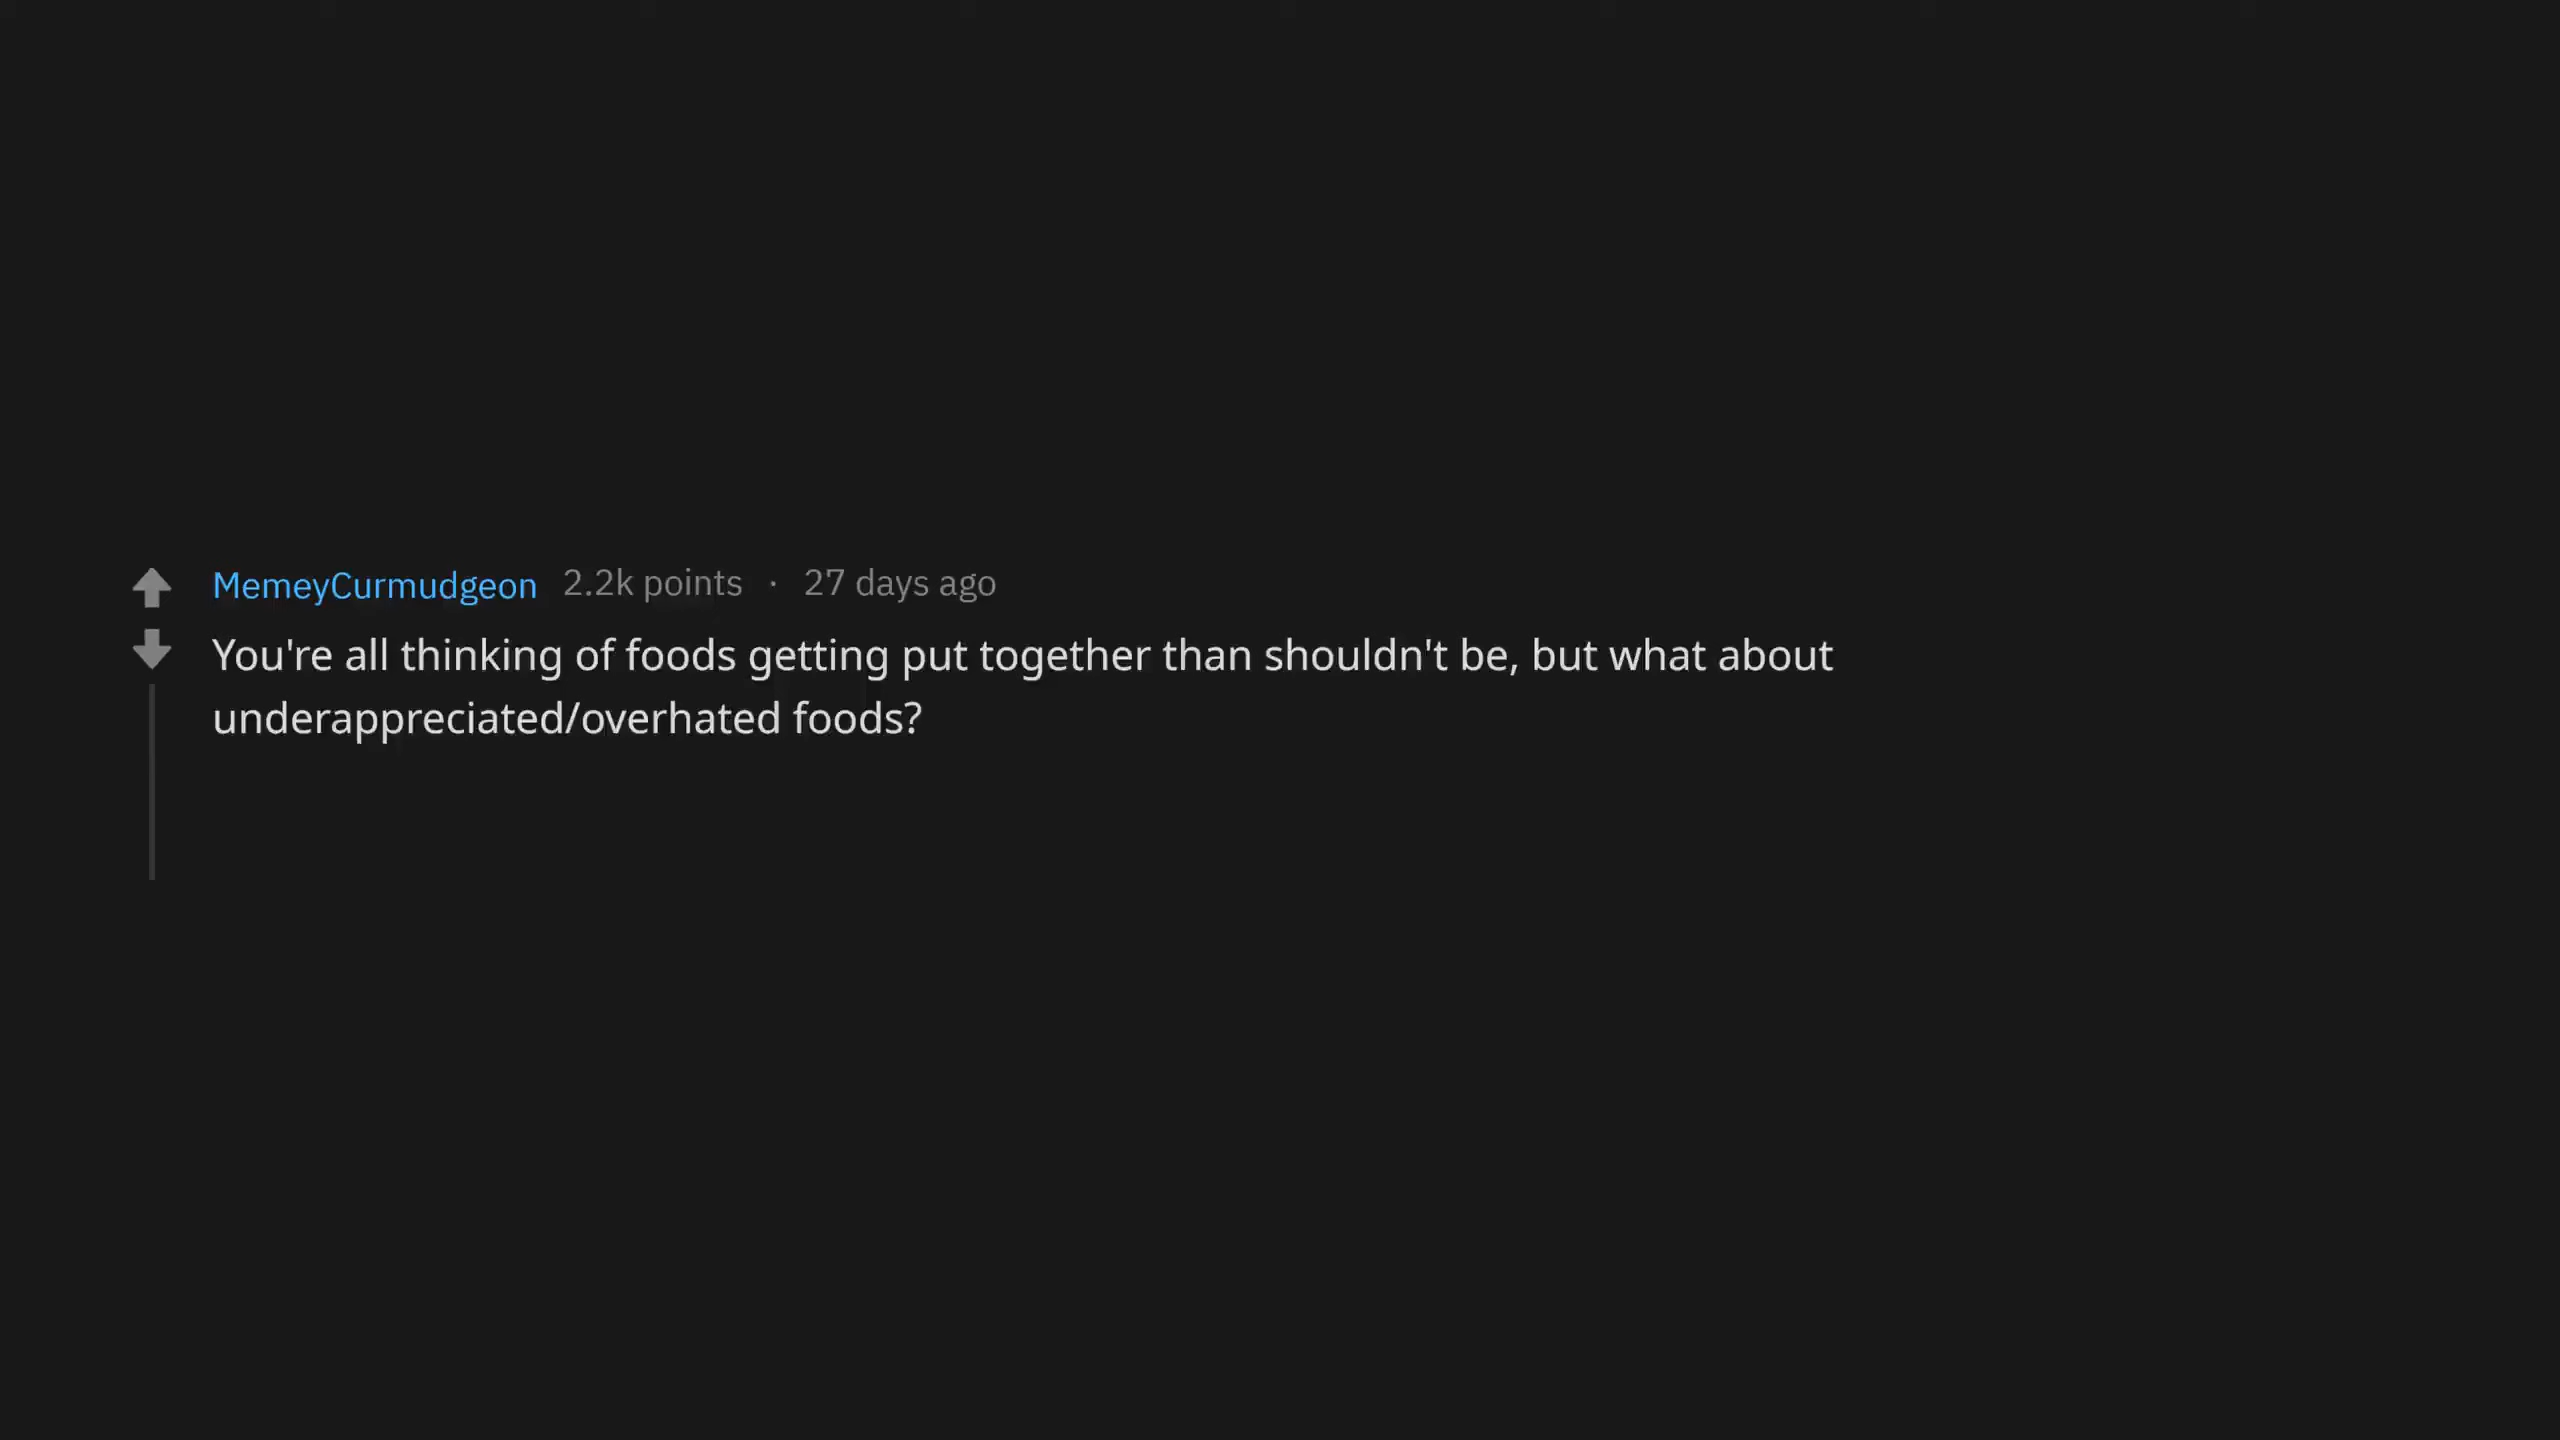 MemeyCurmudgeon 2.2k points · 27 days ago
You're all thinking of foods getting put together than shouldn't be, but what about
underappreciated/overhated foods?